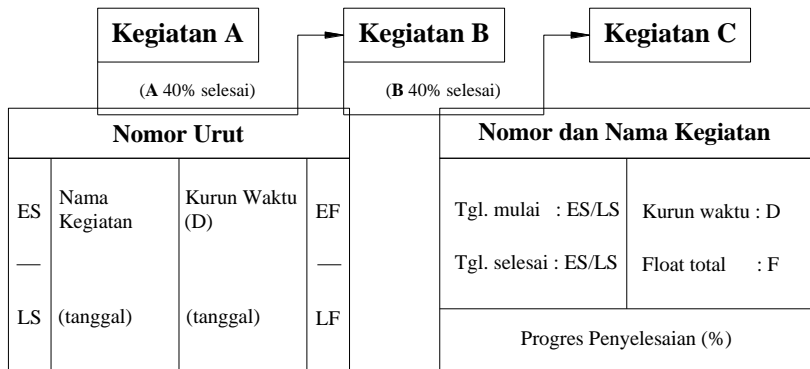 Kegiatan A
Kegiatan B
Kegiatan C
(A 40% selesai)
(B 40% selesai)
Nomor Urut
ES
Nama
Kegiatan
Kurun Waktu
(D)
EF
LS
(tanggal)
(tanggal)
LF
Nomor dan Nama Kegiatan
Tgl. mulai : ES/LS
Kurun waktu : D
Tgl. selesai : ES/LS
Float total : F
Progres Penyelesaian (%)